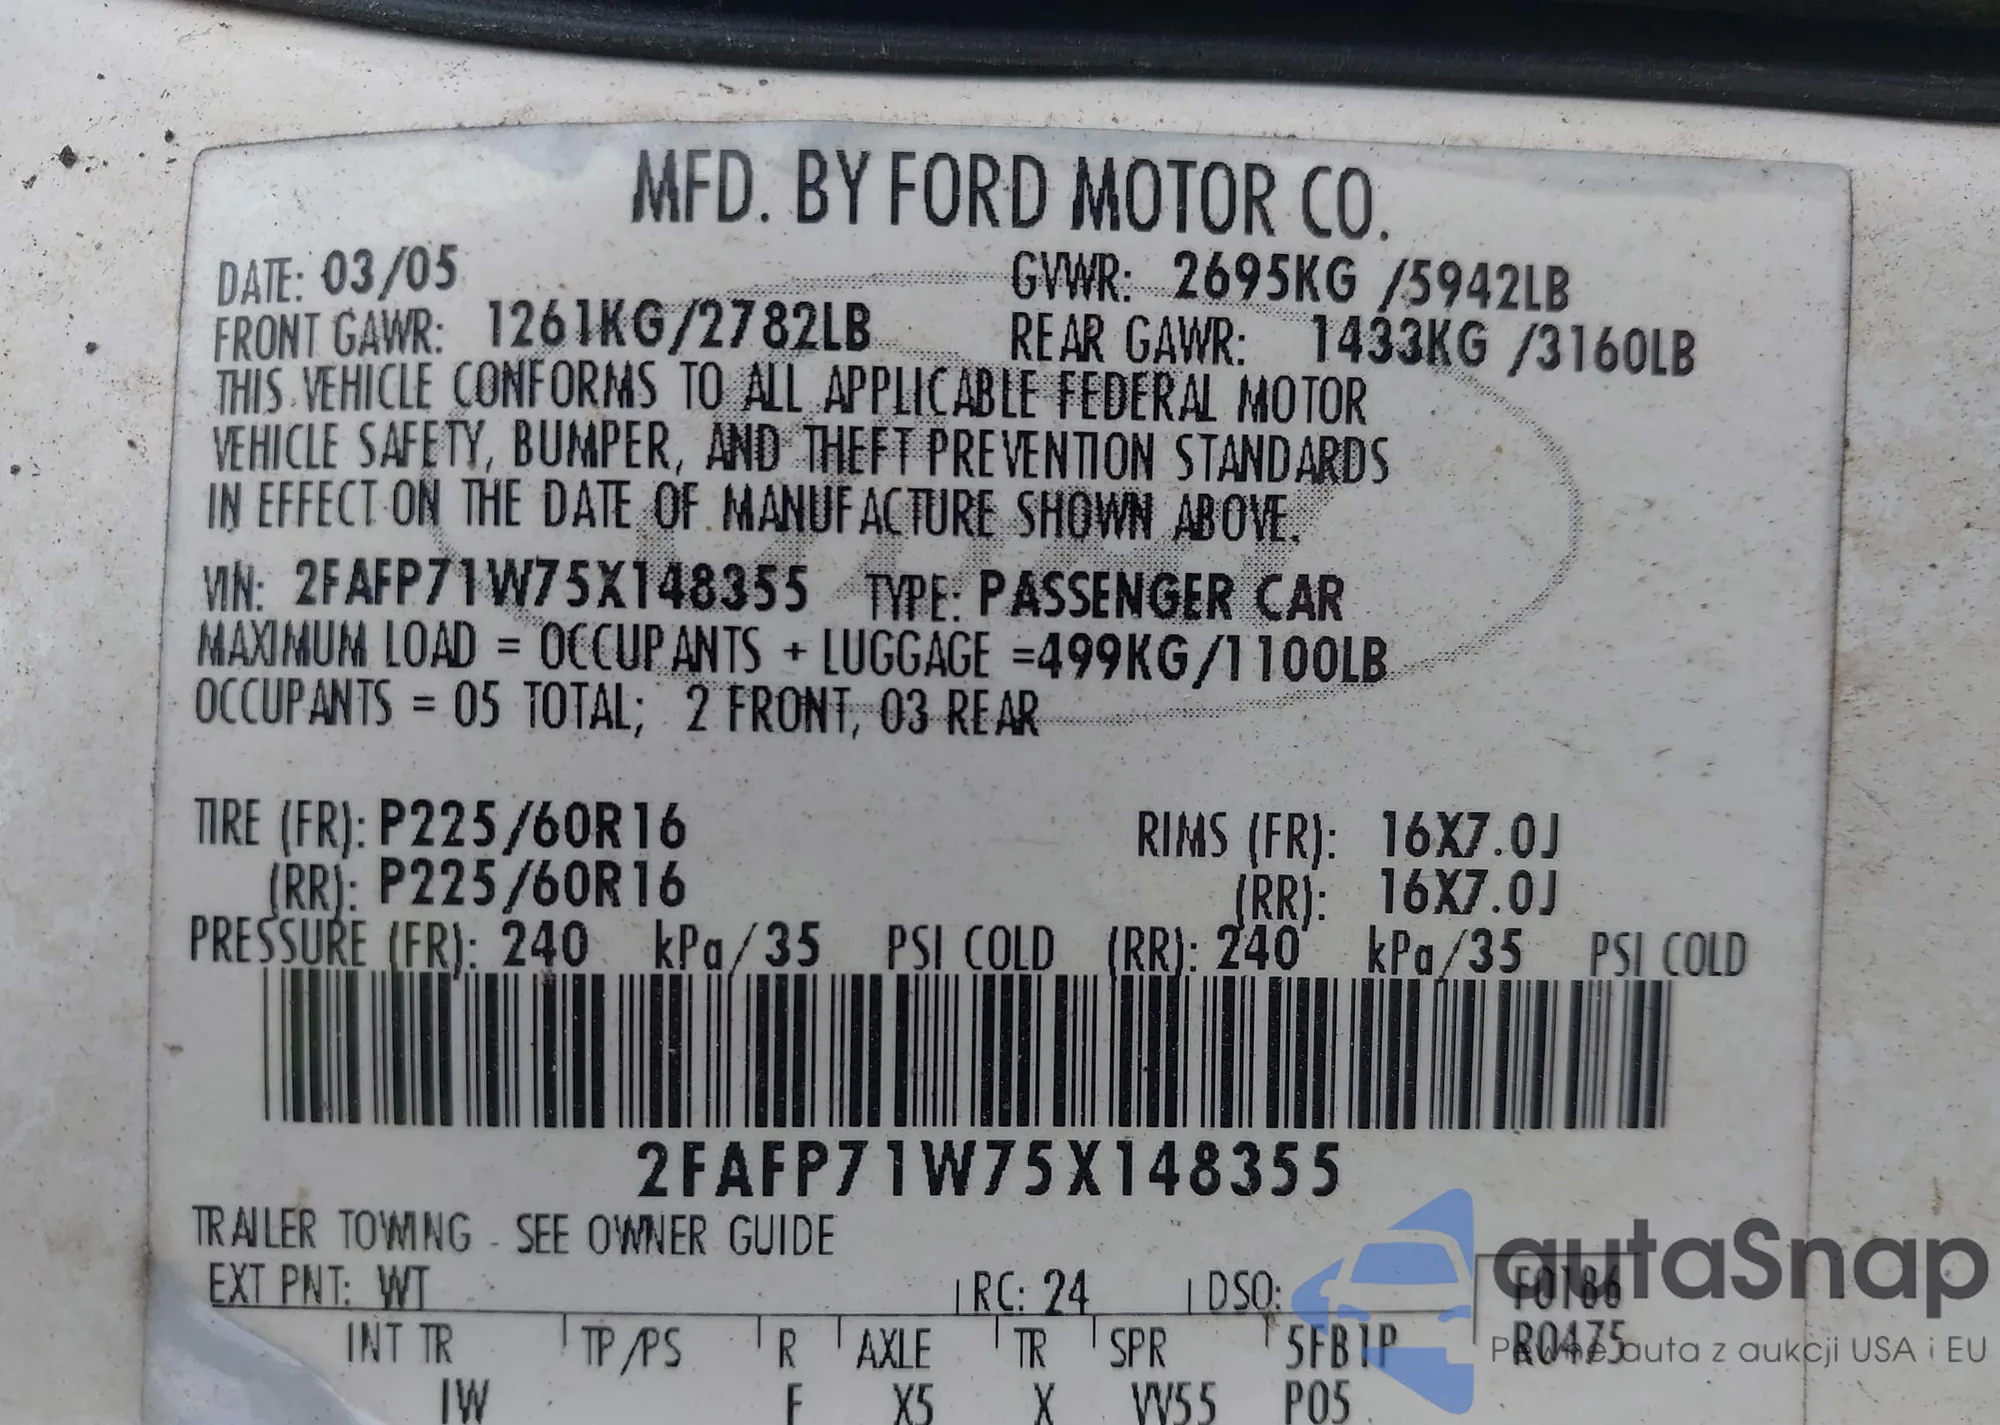 MFD. BY FORD MOTOR CO.
DATE: 03/05 GVWR: 2695KG /5942LB
FRONT GAWR: 1261KG/2782LB REAR GAWR: 1433KG /3160LB
THIS VEHICLE CONFORMS TO ALL APPLICABLE FEDERAL MOTOR
VEHICLE SAFETY, BUMPER, AND THEFT PREVENTION STANDARDS
IN EFFECT ON THE DATE OF MANUFACTURE SHOWN ABOVE.
VIN: 2FAFP71W75X148355 TYPE: PASSENGER CAR
MAXIMUM LOAD = OCCUPANTS + LUGGAGE =499KG/1100LB
OCCUPANTS = 05 TOTAL; 2 FRONT, 03 REAR
TIRE (FR): P225/60R16 RIMS (FR): 16X7.0J
(RR): P225/60R16 (RR): 16X7.0J
PRESSURE (FR): 240 kPa/35 PSI COLD (RR): 240 kPa/35 PSI COLD
2FAFP71W75X148355
TRAILER TOWING - SEE OWNER GUIDE
EXT PNT: WT RC: 24 DSO: F0186
INT TR TP/PS R AXLE TR SPR 5FB1P R0475
IW F X5 X VV55 P05
autaSnap
Pewne auta z aukcji USA i EU